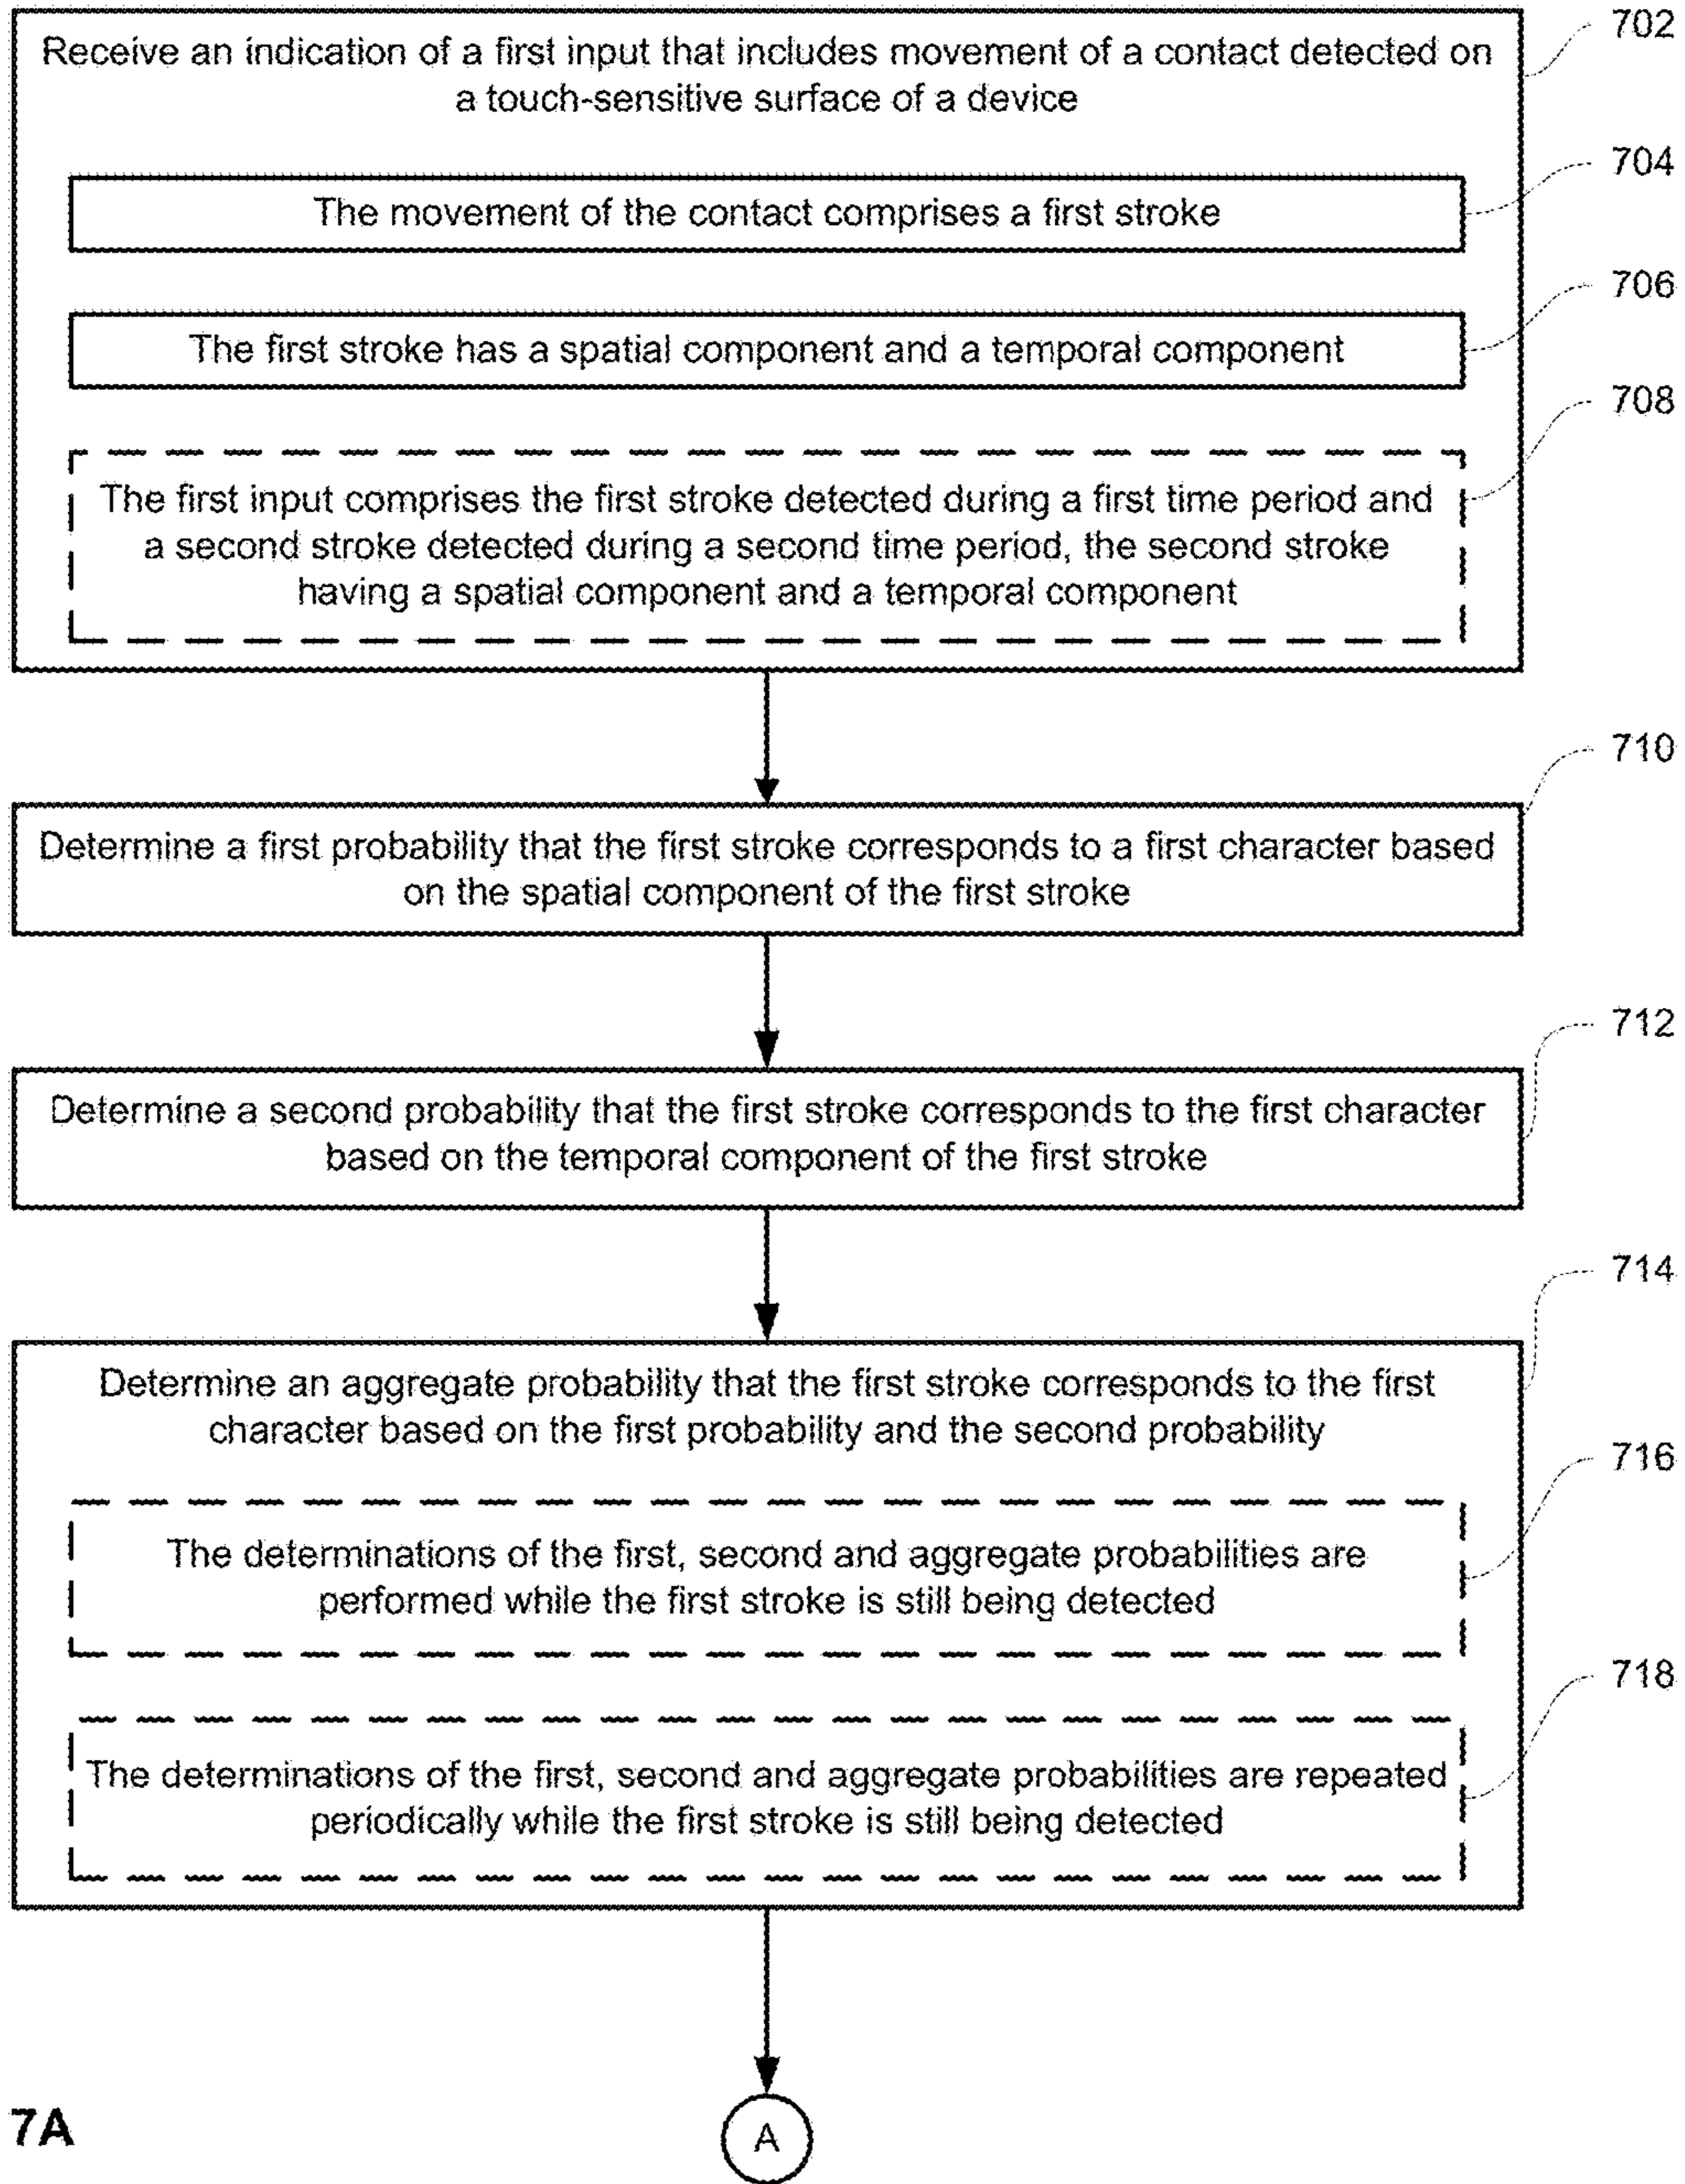 702
Receive an indication of a first input that includes movement of a contact detected on
a touch-sensitive surface of a device
704
The movement of the contact comprises a first stroke
706
The first stroke has a spatial component and a temporal component
708
The first input comprises the first stroke detected during a first time period and
a second stroke detected during a second time period, the second stroke
having a spatial component and a temporal component
710
Determine a first probability that the first stroke corresponds to a first character based
on the spatial component of the first stroke
712
Determine a second probability that the first stroke corresponds to the first character
based on the temporal component of the first stroke
714
Determine an aggregate probability that the first stroke corresponds to the first
character based on the first probability and the second probability
716
The determinations of the first, second and aggregate probabilities are
performed while the first stroke is still being detected
718
The determinations of the first, second and aggregate probabilities are repeated
periodically while the first stroke is still being detected
7A
A